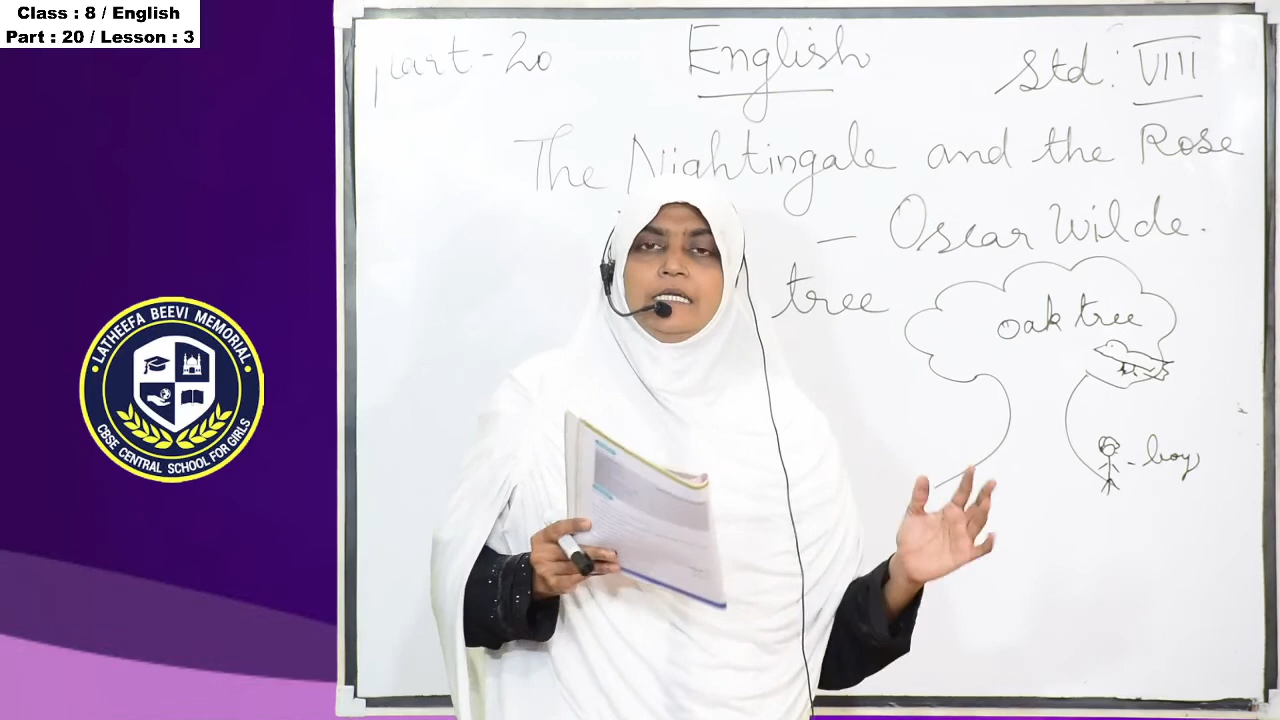 Class : 8 / English
Part : 20 / Lesson : 3
part - 20
English
Std : VIII
The Nightingale and the Rose
- Oscar Wilde.
tree
oak tree
- boy
LATHEEFA BEEVI MEMORIAL
CBSE CENTRAL SCHOOL FOR GIRLS